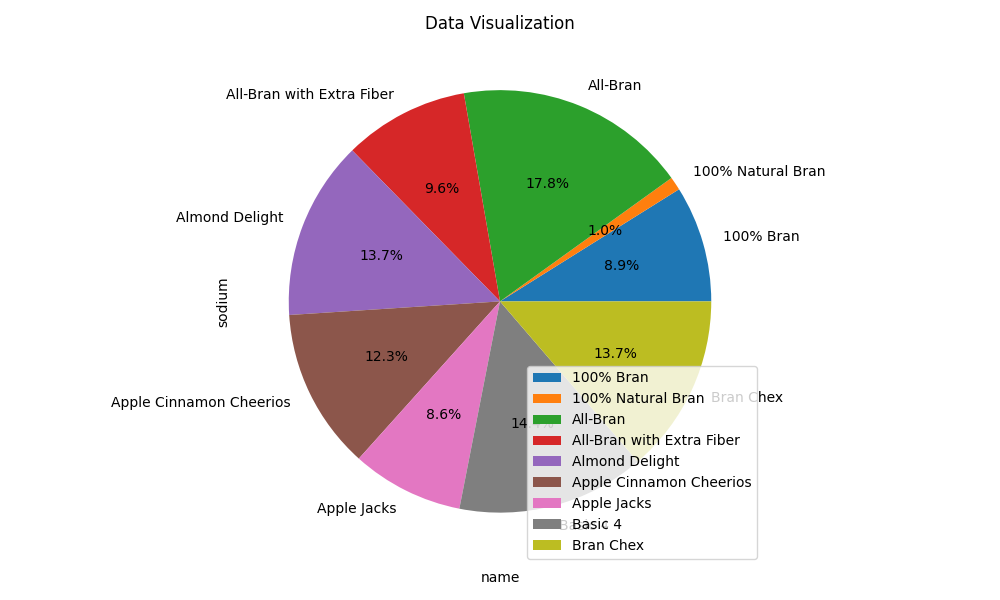 Data Visualization
All-Bran
All-Bran with Extra Fiber
100% Natural Bran
17.8%
9.6%
Almond Delight
1.0%
100% Bran
13.7%
8.9%
sodium
13.7%
12.3%
Apple Cinnamon Cheerios
8.6%
Bran Chex
Apple Jacks
100% Bran
100% Natural Bran
All-Bran
All-Bran with Extra Fiber
Almond Delight
Apple Cinnamon Cheerios
Apple Jacks
Basic 4
Bran Chex
name